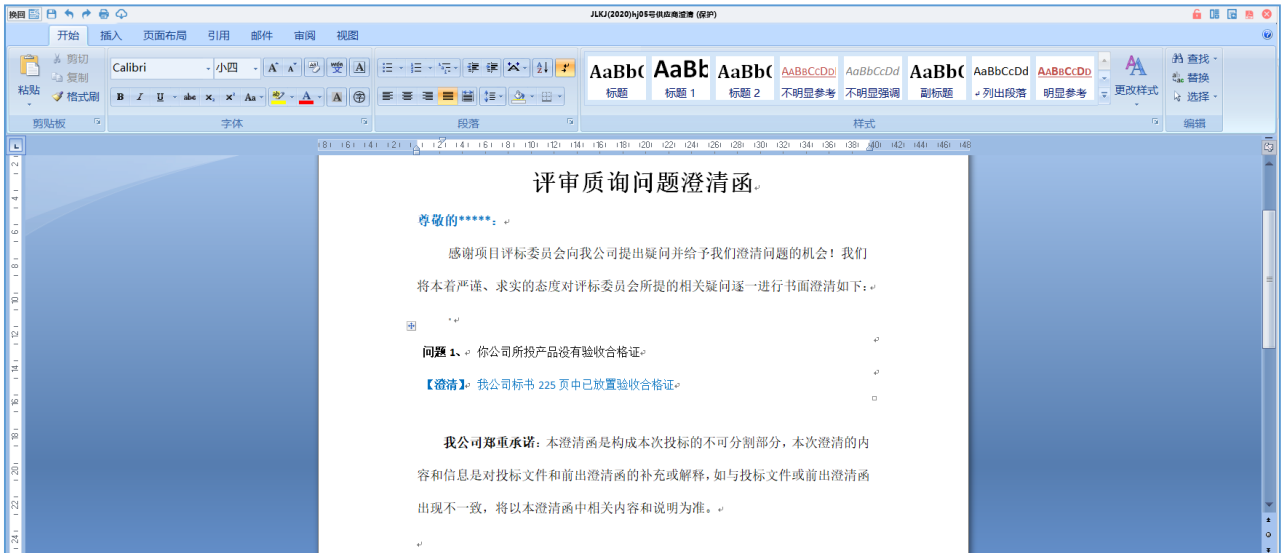 换回 JLKJ(2020)hj05号供应商澄清 (保护)
开始 插入 页面布局 引用 邮件 审阅 视图
剪切
复制
格式刷
粘贴
Calibri 小四
AaBb( AaBb AaBb( AABBCCDD AaBbCcDd AaBb( AaBbCcDd AABBCCDD
标题 标题 1 标题 2 不明显参考 不明显强调 副标题 列出段落 明显参考
更改样式
查找
替换
选择
剪贴板 字体 段落 样式 编辑
评审质询问题澄清函
尊敬的*****：
感谢项目评标委员会向我公司提出疑问并给予我们澄清问题的机会！我们
将本着严谨、求实的态度对评标委员会所提的相关疑问逐一进行书面澄清如下：
问题 1、 你公司所投产品没有验收合格证
【澄清】 我公司标书 225 页中已放置验收合格证
我公司郑重承诺：本澄清函是构成本次投标的不可分割部分，本次澄清的内
容和信息是对投标文件和前出澄清函的补充或解释，如与投标文件或前出澄清函
出现不一致，将以本澄清函中相关内容和说明为准。